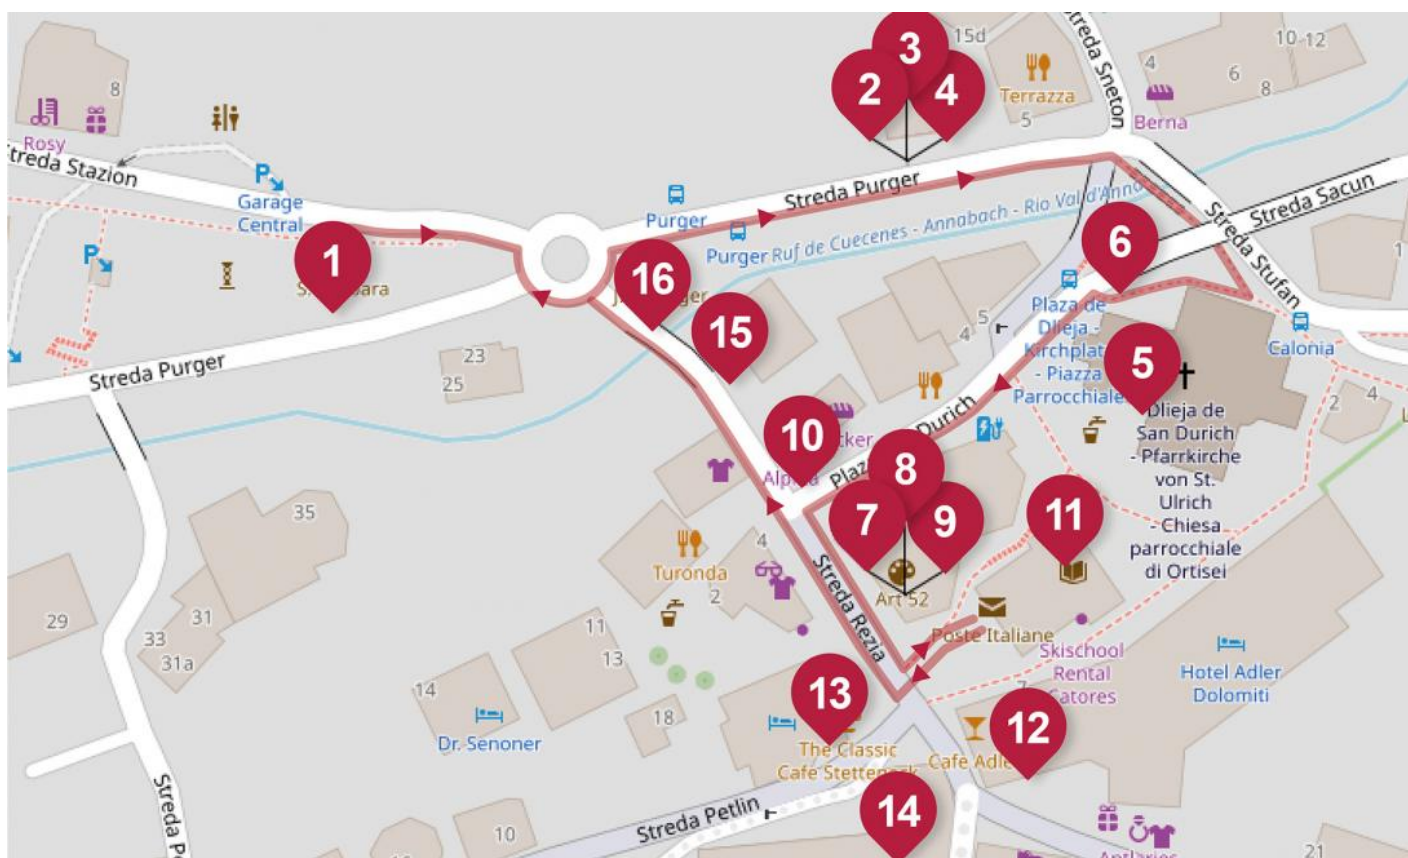 3
15d
2
4
Terrazza
5
Streda Sneton
4
6
8
10
12
Berna
8
Rosy
Streda Stazion
P
Garage
Central
P
1
Purger
Purger
Streda Purger
Ruf de Cuecenes - Annabach - Rio Val d'Anna
Streda Sacun
Streda Stufan
6
1
16
15
5
4
Plaza de
Dlieja -
Kirchplatz
- Piazza
Parrocchiale
5
Calonia
23
25
Streda Purger
2
4
Dlieja de
San Durich
- Pfarrkirche
von St.
Ulrich
- Chiesa
parrocchiale
di Ortisei
10
Durich
8
7
9
11
35
Turonda
4
2
Streda Rezia
Art 52
Poste Italiane
29
31
33
31a
11
13
Skischool
Rental
Catores
Hotel Adler
Dolomiti
7
14
Dr. Senoner
18
13
The Classic
Cafe
12
Cafe
14
Streda Petlin
10
21